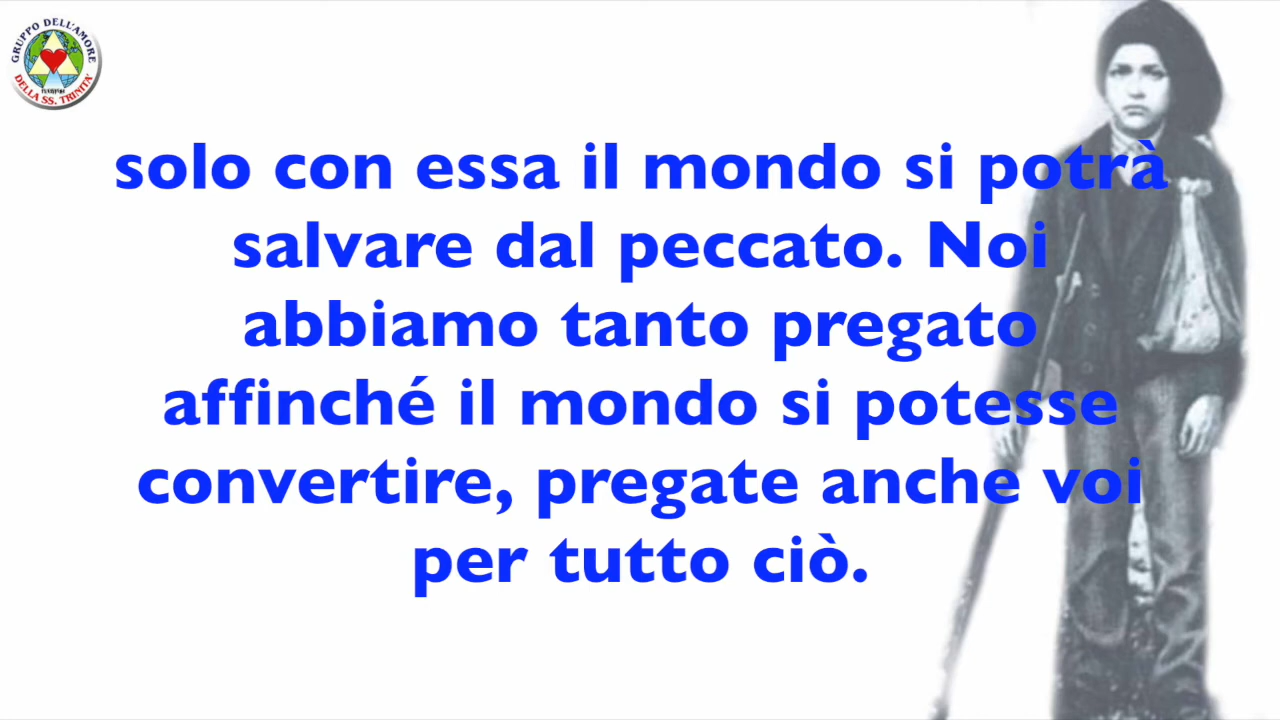 GRUPPO DELL'AMORE
DELLA SS. TRINITA'
solo con essa il mondo si potrà
salvare dal peccato. Noi
abbiamo tanto pregato
affinché il mondo si potesse
convertire, pregate anche voi
per tutto ciò.